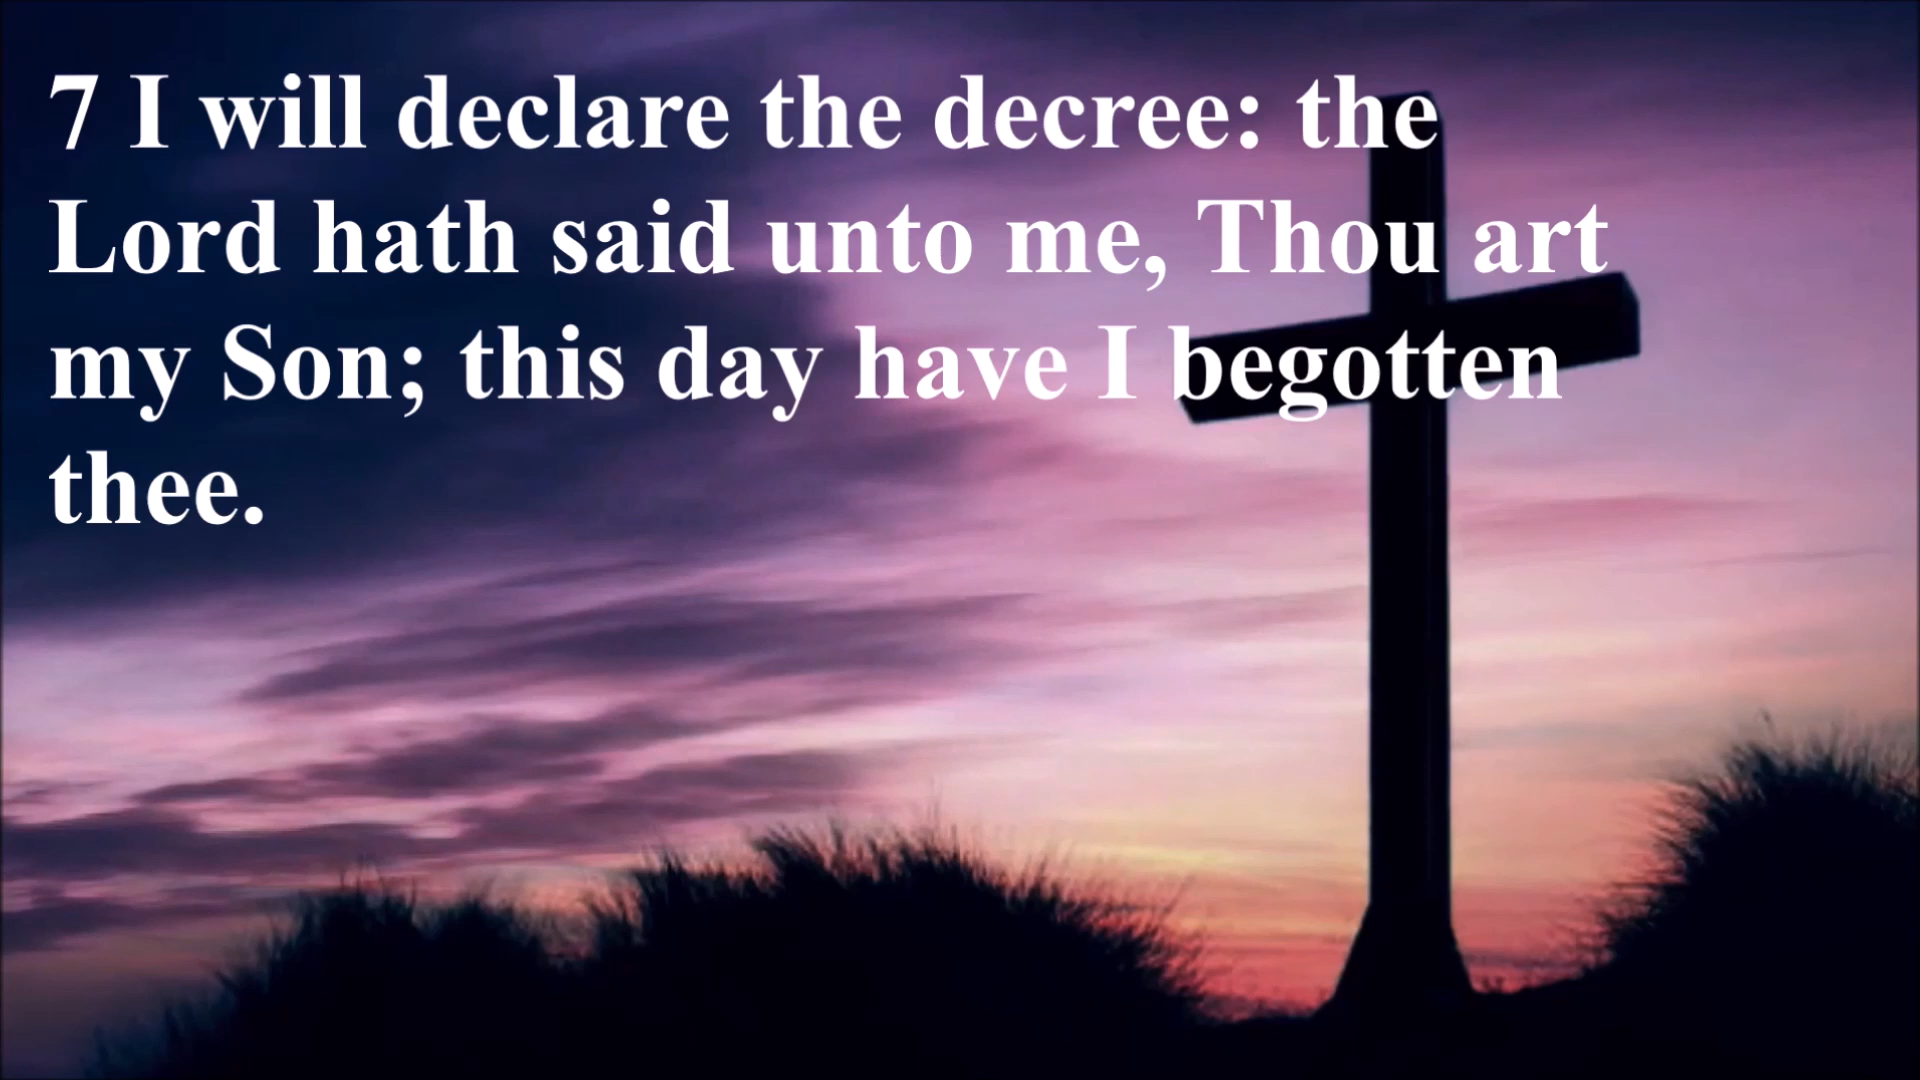 7 I will declare the decree: the
Lord hath said unto me, Thou art
my Son; this day have I begotten
thee.